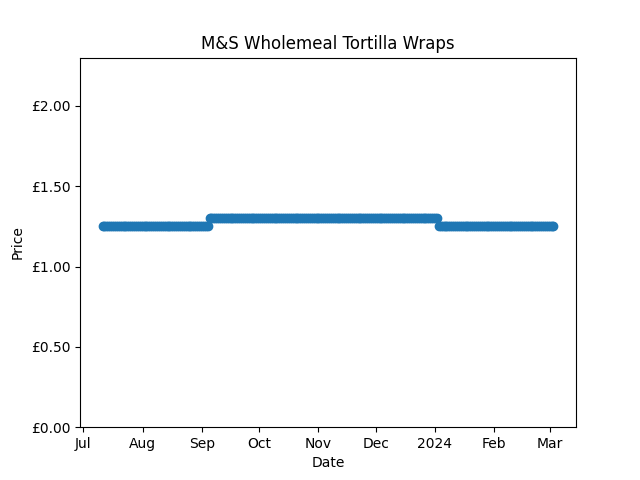 M&S Wholemeal Tortilla Wraps
£2.00
£1.50
£1.00
£0.50
£0.00
Price
Jul Aug Sep Oct Nov Dec 2024 Feb Mar
Date